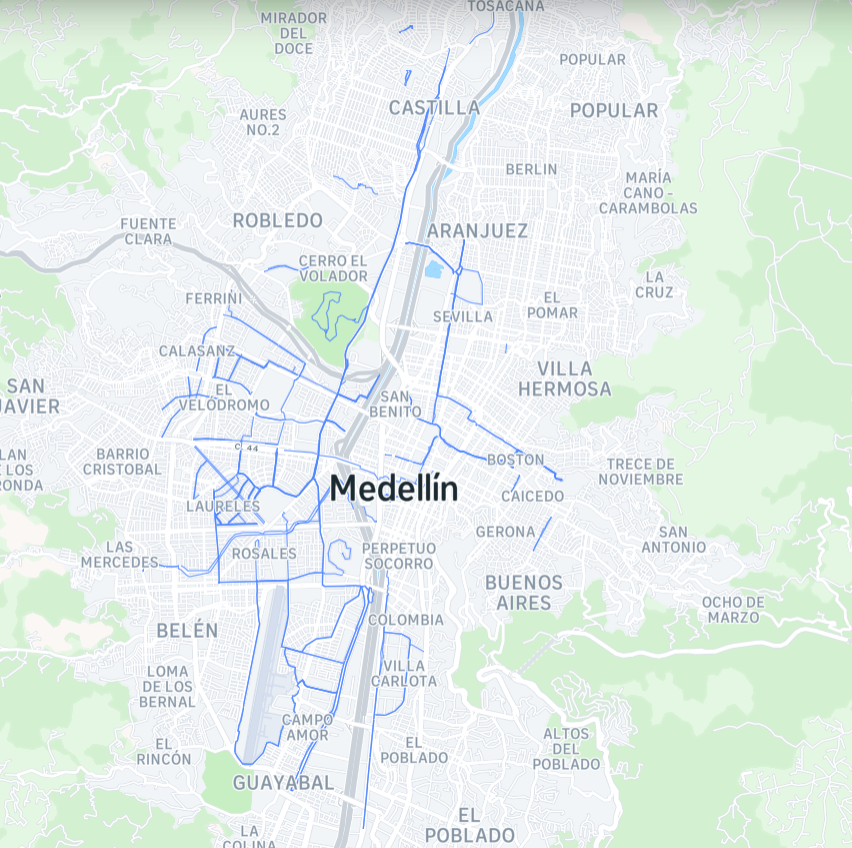 TOSACANA
MIRADOR
DEL
DOCE
POPULAR
CASTILLA
POPULAR
AURES
NO.2
BERLIN
MARÍA
CANO -
CARAMBOLAS
ROBLEDO
FUENTE
CLARA
ARANJUEZ
CERRO EL
VOLADOR
LA
CRUZ
FERRINI
EL
POMAR
SEVILLA
CALASANZ
VILLA
HERMOSA
SAN
JAVIER
EL
VELÓDROMO
SAN
BENITO
C. 44
BARRIO
CRISTOBAL
LAN
E LOS
RONDA
BOSTON
TRECE DE
NOVIEMBRE
Medellín
CAICEDO
LAURELES
GERONA
SAN
ANTONIO
LAS
MERCEDES
ROSALES
PERPETUO
SOCORRO
BUENOS
AIRES
OCHO DE
MARZO
COLOMBIA
BELÉN
VILLA
CARLOTA
LOMA
DE LOS
BERNAL
CAMPO
AMOR
EL
RINCÓN
EL
POBLADO
ALTOS
DEL
POBLADO
GUAYABAL
EL
POBLADO
LA
COLINA